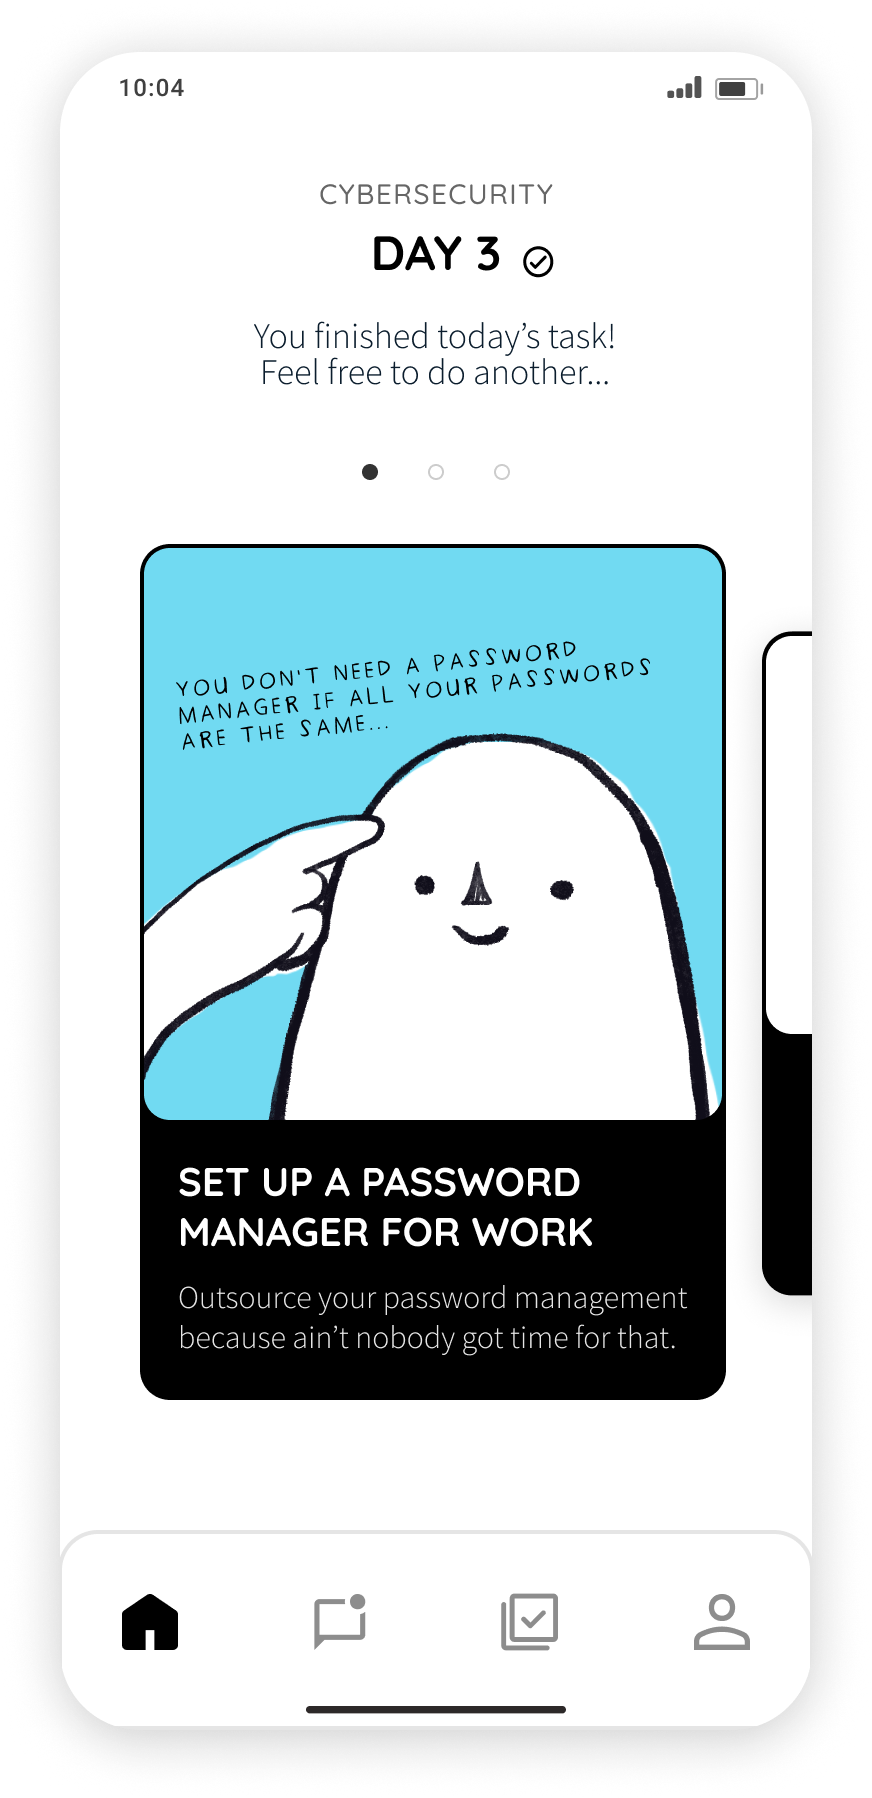 10:04
CYBERSECURITY
DAY 3
You finished today’s task!
Feel free to do another...
YOU DON'T NEED A PASSWORD
MANAGER IF ALL YOUR PASSWORDS
ARE THE SAME...
SET UP A PASSWORD
MANAGER FOR WORK
Outsource your password management
because ain’t nobody got time for that.